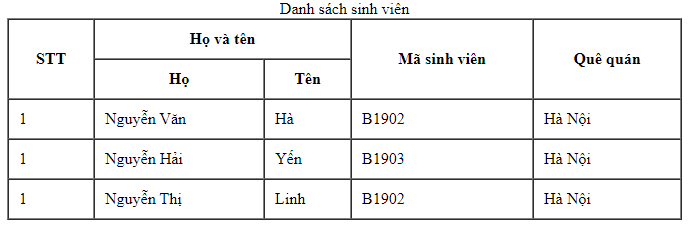 Danh sách sinh viên
STT Họ và tên Mã sinh viên Quê quán
Họ Tên
1 Nguyễn Văn Hà B1902 Hà Nội
1 Nguyễn Hải Yến B1903 Hà Nội
1 Nguyễn Thị Linh B1902 Hà Nội